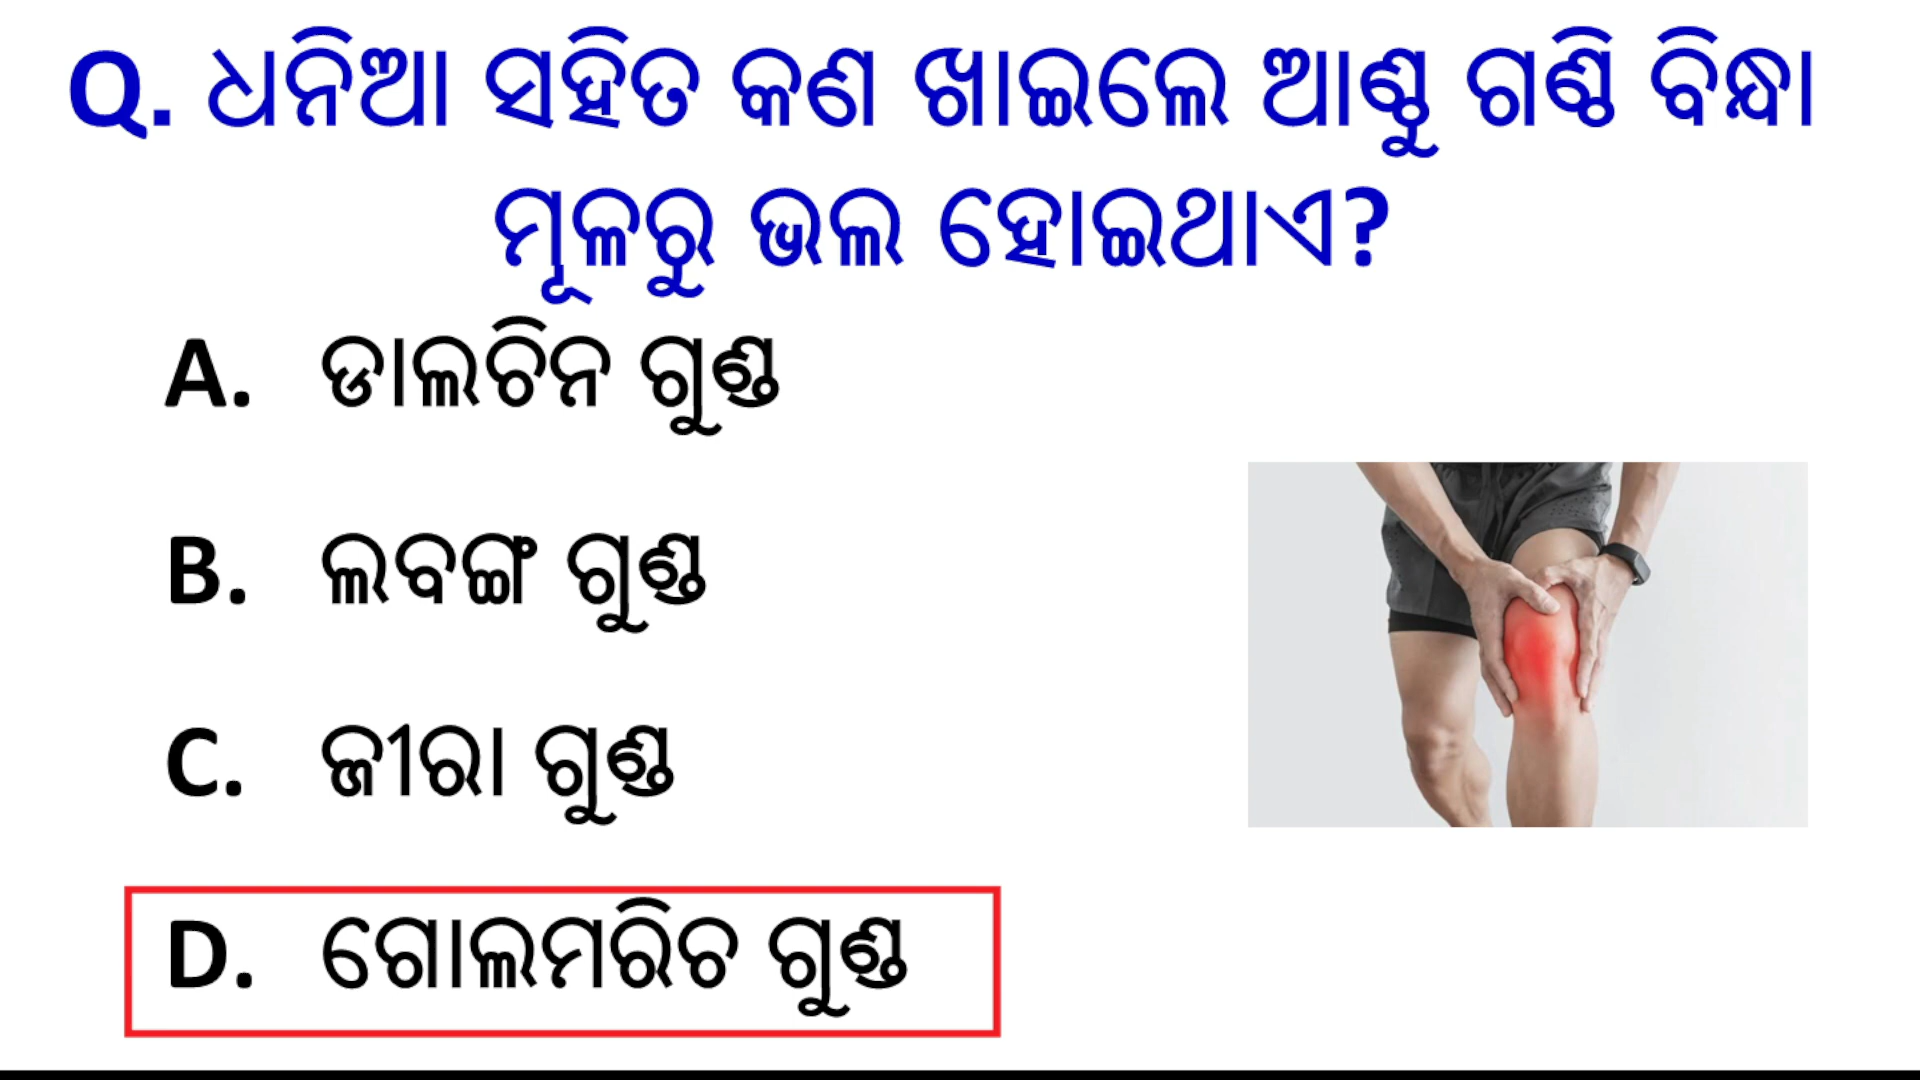 Q. ଧନିଆ ସହିତ କଣ ଖାଇଲେ ଆଣ୍ଠୁ ଗଣ୍ଠି ବିନ୍ଧା
ମୂଳରୁ ଭଲ ହୋଇଥାଏ?
A. ଡାଲଚିନ ଗୁଣ୍ଡ
B. ଲବଙ୍ଗ ଗୁଣ୍ଡ
C. ଜୀରା ଗୁଣ୍ଡ
D. ଗୋଲମରିଚ ଗୁଣ୍ଡ